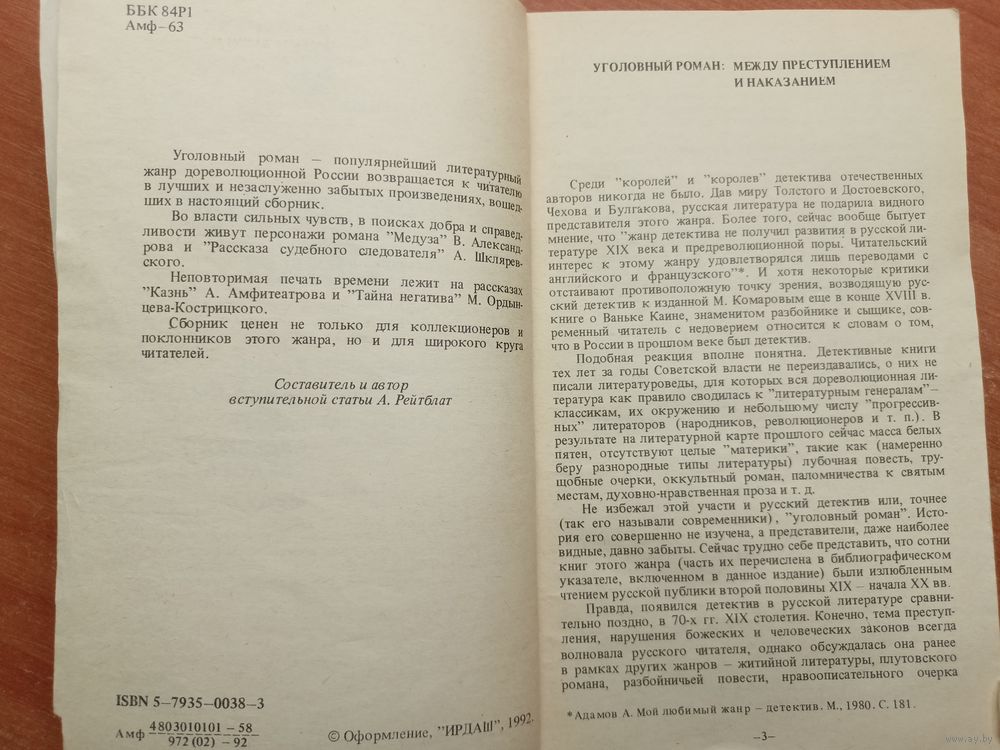 ББК 84Р1
Амф–63
Уголовный роман – популярнейший литературный
жанр дореволюционной России возвращается к читателю
в лучших и незаслуженно забытых произведениях, вошед-
ших в настоящий сборник.
Во власти сильных чувств, в поисках добра и справед-
ливости живут персонажи романа "Медуза" В. Александ-
рова и "Рассказа судебного следователя" А. Шклярев-
ского.
Неповторимая печать времени лежит на рассказах
"Казнь" А. Амфитеатрова и "Тайна негатива" М. Ордын-
цева-Кострицкого.
Сборник ценен не только для коллекционеров и
поклонников этого жанра, но и для широкого круга
читателей.
Составитель и автор
вступительной статьи А. Рейтблат
ISBN 5–7935–0038–3
Амф 4803010101 – 58
972 (02) – 92
© Оформление, "ИРДАШ", 1992.
УГОЛОВНЫЙ РОМАН: МЕЖДУ ПРЕСТУПЛЕНИЕМ
И НАКАЗАНИЕМ
Среди "королей" и "королев" детектива отечественных
авторов никогда не было. Дав миру Толстого и Достоевского,
Чехова и Булгакова, русская литература не подарила видного
представителя этого жанра. Более того, сейчас вообще бытует
мнение, что "жанр детектива не получил развития в русской ли-
тературе XIX века и предреволюционной поры. Читательский
интерес к этому жанру удовлетворялся лишь переводами с
английского и французского"*. И хотя некоторые критики
отстаивают противоположную точку зрения, возводящую рус-
ский детектив к изданной М. Комаровым еще в конце XVIII в.
книге о Ваньке Каине, знаменитом разбойнике и сыщике, сов-
ременный читатель с недоверием относится к словам о том,
что в России в прошлом веке был детектив.
Подобная реакция вполне понятна. Детективные книги
тех лет за годы Советской власти не переиздавались, о них не
писали литературоведы, для которых вся дореволюционная ли-
тература как правило сводилась к "литературным генералам"–
классикам, их окружению и небольшому числу "прогрессив-
ных" литераторов (народников, революционеров и т. п.). В
результате на литературной карте прошлого сейчас масса белых
пятен, отсутствуют целые "материки", такие как (намеренно
беру разнородные типы литературы) лубочная повесть, тру-
щобные очерки, оккультный роман, паломничества к святым
местам, духовно-нравственная проза и т. д.
Не избежал этой участи и русский детектив или, точнее
(так его называли современники), "уголовный роман". Исто-
рия его совершенно не изучена, а представители, даже наиболее
видные, давно забыты. Сейчас трудно себе представить, что сотни
книг этого жанра (часть их перечислена в библиографическом
указателе, включенном в данное издание) были излюбленным
чтением русской публики второй половины XIX – начала XX вв.
Правда, появился детектив в русской литературе сравни-
тельно поздно, в 70-х гг. XIX столетия. Конечно, тема преступ-
ления, нарушения божеских и человеческих законов всегда
волновала русского читателя, однако обсуждалась она ранее
в рамках других жанров – житийной литературы, плутовского
романа, разбойничьей повести, нравоописательного очерка
* Адамов А. Мой любимый жанр – детектив. М., 1980. С. 181.
–3–
www.ay.by